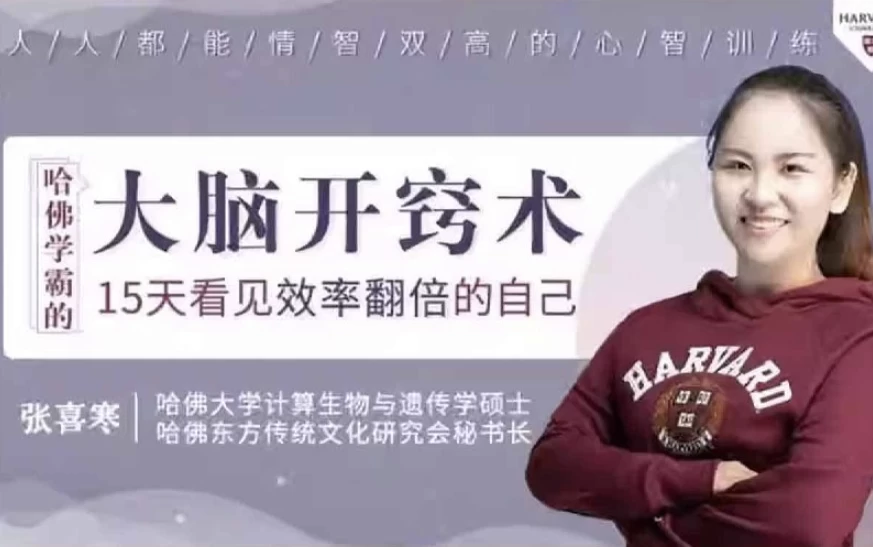 人/人/都/能/情/智/双/高/的/心/智/训/练
HARV
哈佛学霸的
大脑开窍术
15天看见效率翻倍的自己
HARVARD
张喜寒
哈佛大学计算生物与遗传学硕士
哈佛东方传统文化研究会秘书长